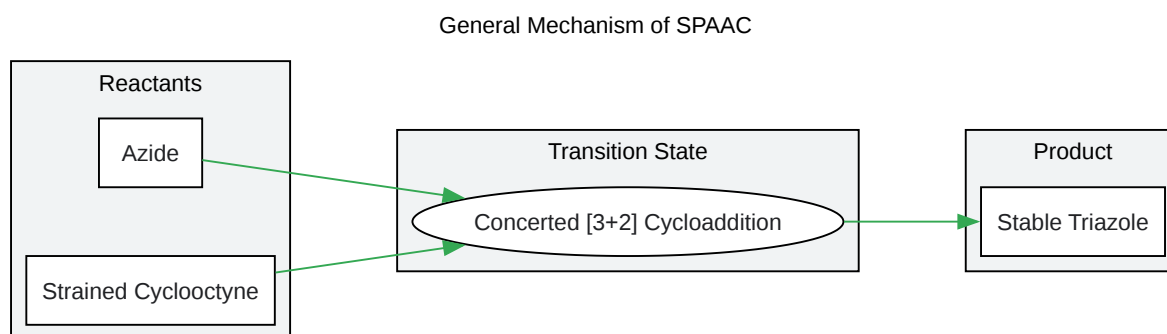 General Mechanism of SPAAC
Reactants
Azide
Strained Cyclooctyne
Transition State
Concerted [3+2] Cycloaddition
Product
Stable Triazole